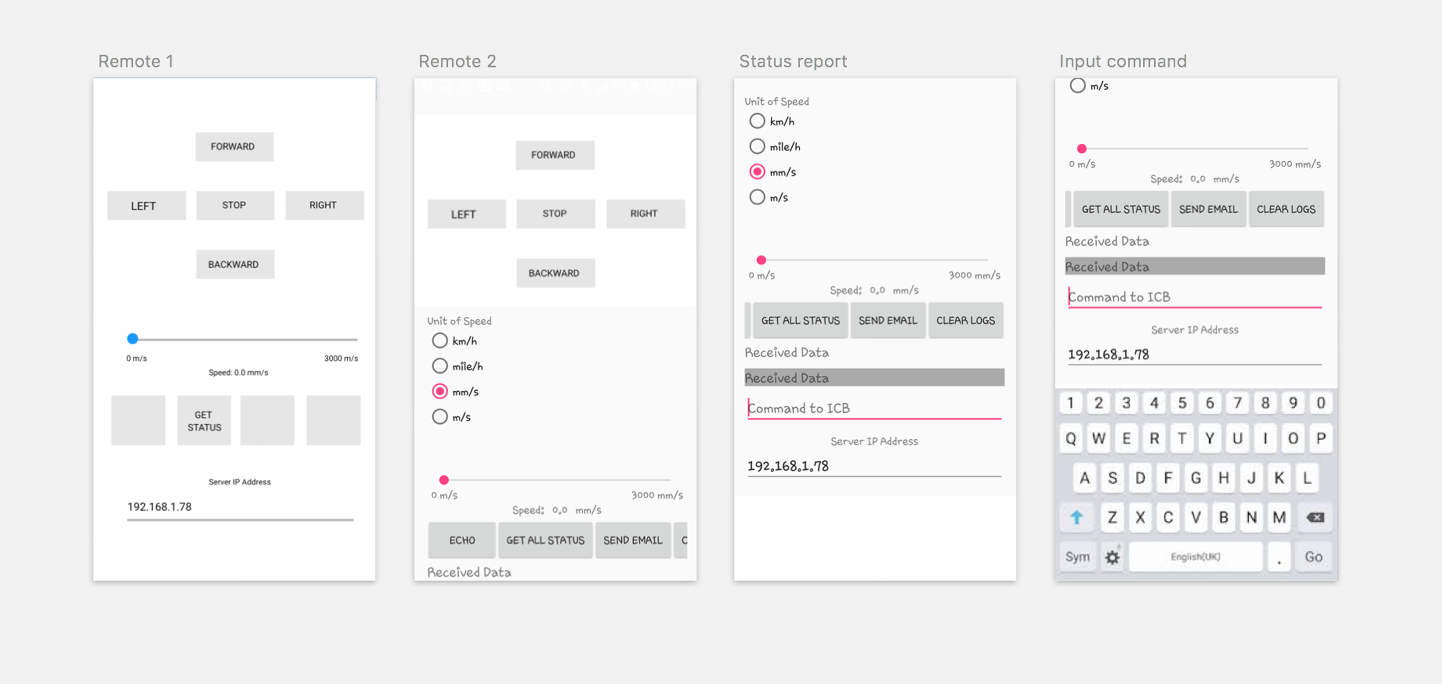 Remote 1
FORWARD
LEFT STOP RIGHT
BACKWARD
0 m/s 3000 m/s
Speed: 0.0 mm/s
GET
STATUS
Server IP Address
192.168.1.78
Remote 2
FORWARD
LEFT STOP RIGHT
BACKWARD
Unit of Speed
km/h
mile/h
mm/s
m/s
0 m/s 3000 mm/s
Speed: 0.0 mm/s
ECHO GET ALL STATUS SEND EMAIL C
Received Data
Status report
Unit of Speed
km/h
mile/h
mm/s
m/s
0 m/s 3000 mm/s
Speed: 0.0 mm/s
GET ALL STATUS SEND EMAIL CLEAR LOGS
Received Data
Received Data
Command to ICB
Server IP Address
192.168.1.78
Input command
m/s
0 m/s 3000 mm/s
Speed: 0.0 mm/s
GET ALL STATUS SEND EMAIL CLEAR LOGS
Received Data
Received Data
Command to ICB
Server IP Address
192.168.1.78
1 2 3 4 5 6 7 8 9 0
Q W E R T Y U I O P
A S D F G H J K L
Z X C V B N M
Sym English(UK) . Go